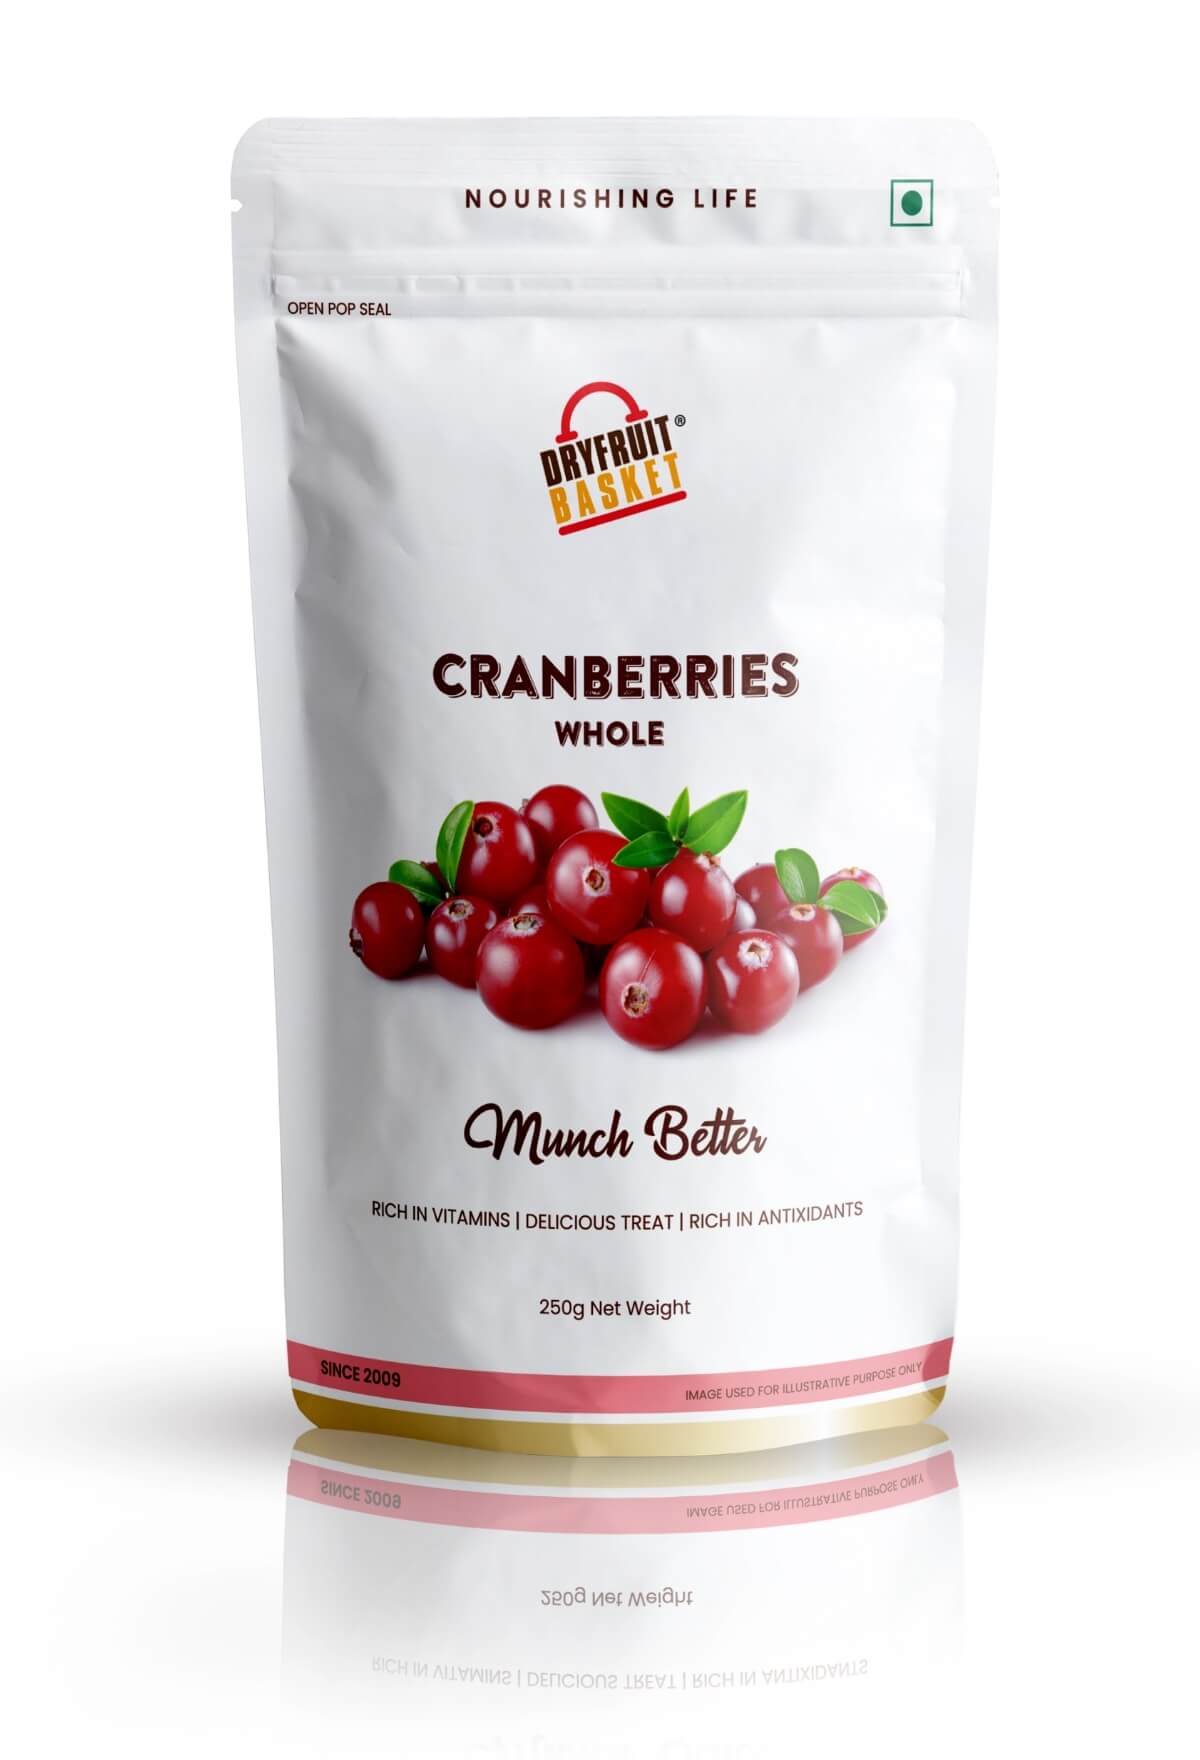 NOURISHING LIFE
OPEN POP SEAL
DRYFRUIT®
BASKET
CRANBERRIES
WHOLE
Munch Better
RICH IN VITAMINS | DELICIOUS TREAT | RICH IN ANTIXIDANTS
250g Net Weight
SINCE 2009
IMAGE USED FOR ILLUSTRATIVE PURPOSE ONLY